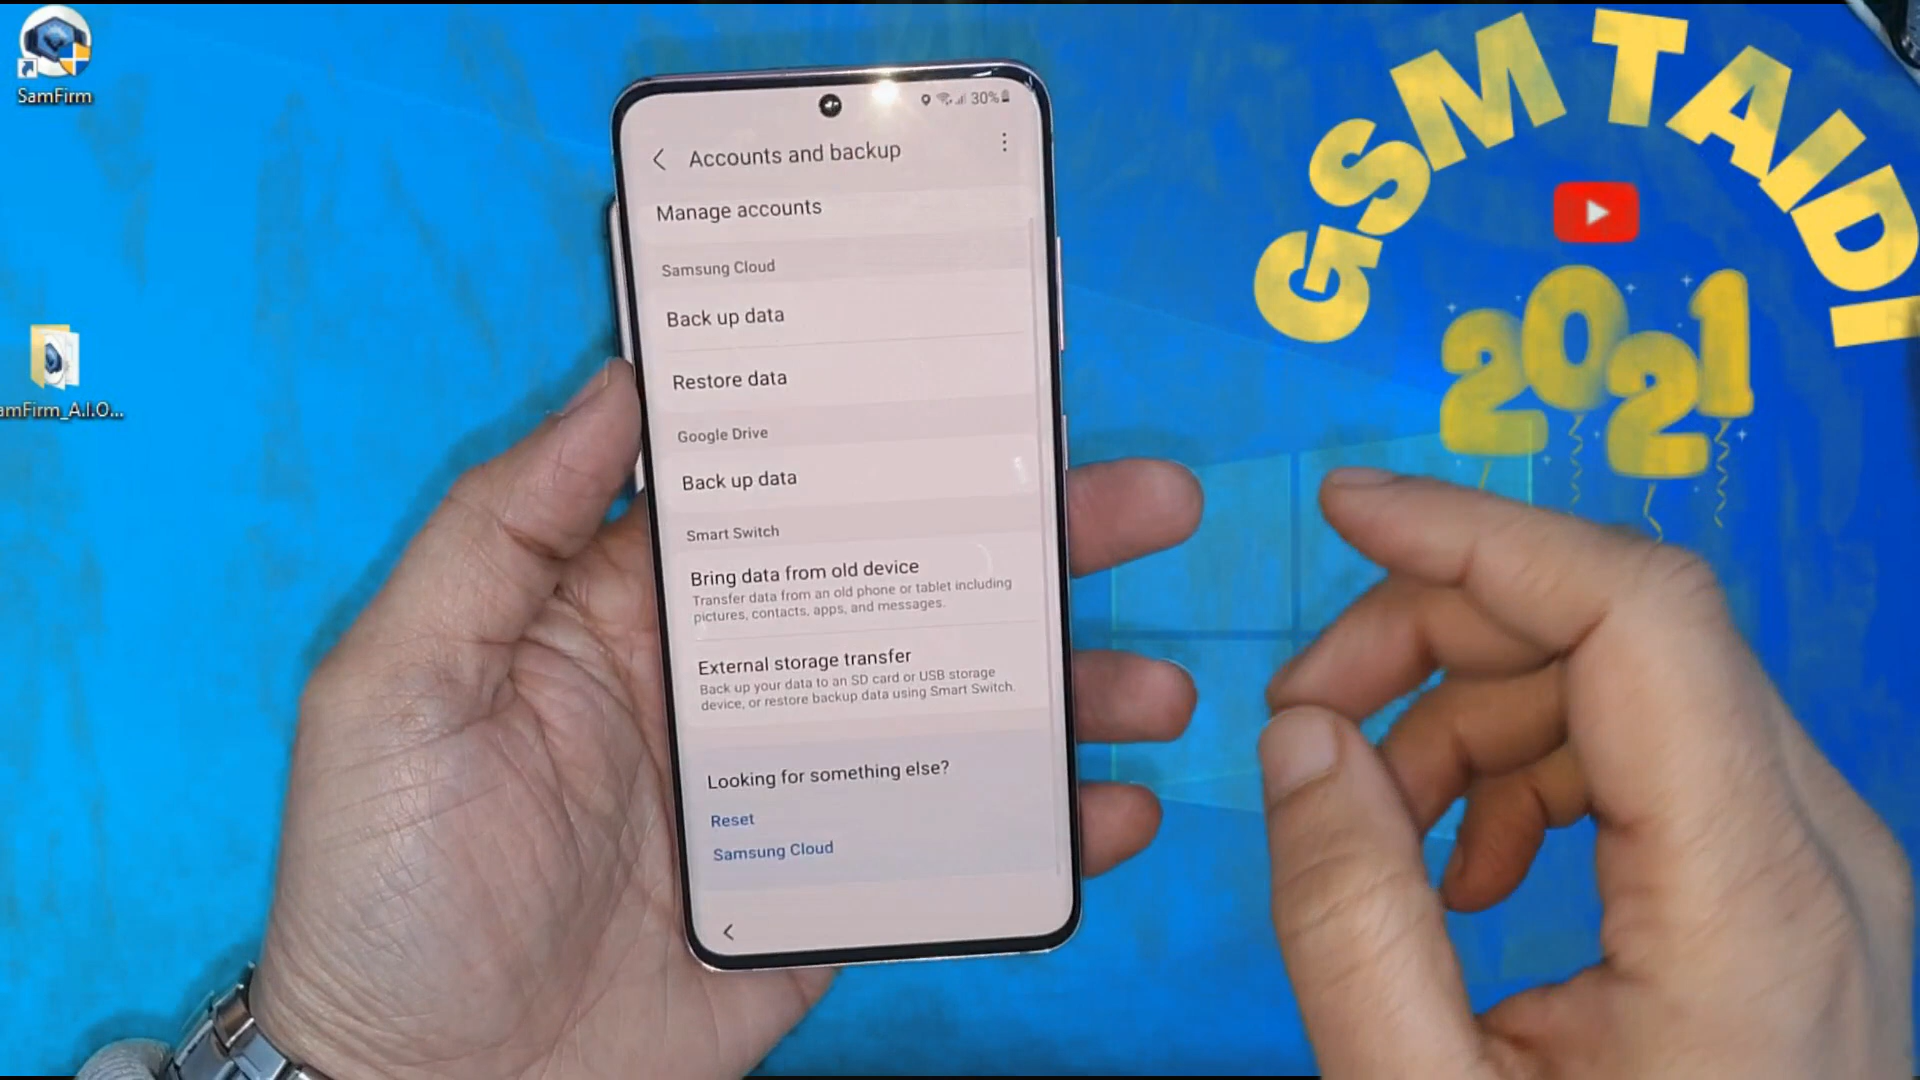 SamFirm
amFirm_A.I.O...
30%
Accounts and backup
Manage accounts
Samsung Cloud
Back up data
Restore data
Google Drive
Back up data
Smart Switch
Bring data from old device
Transfer data from an old phone or tablet including
pictures, contacts, apps, and messages.
External storage transfer
Back up your data to an SD card or USB storage
device, or restore backup data using Smart Switch.
Looking for something else?
Reset
Samsung Cloud
GSM TAIDI
2021